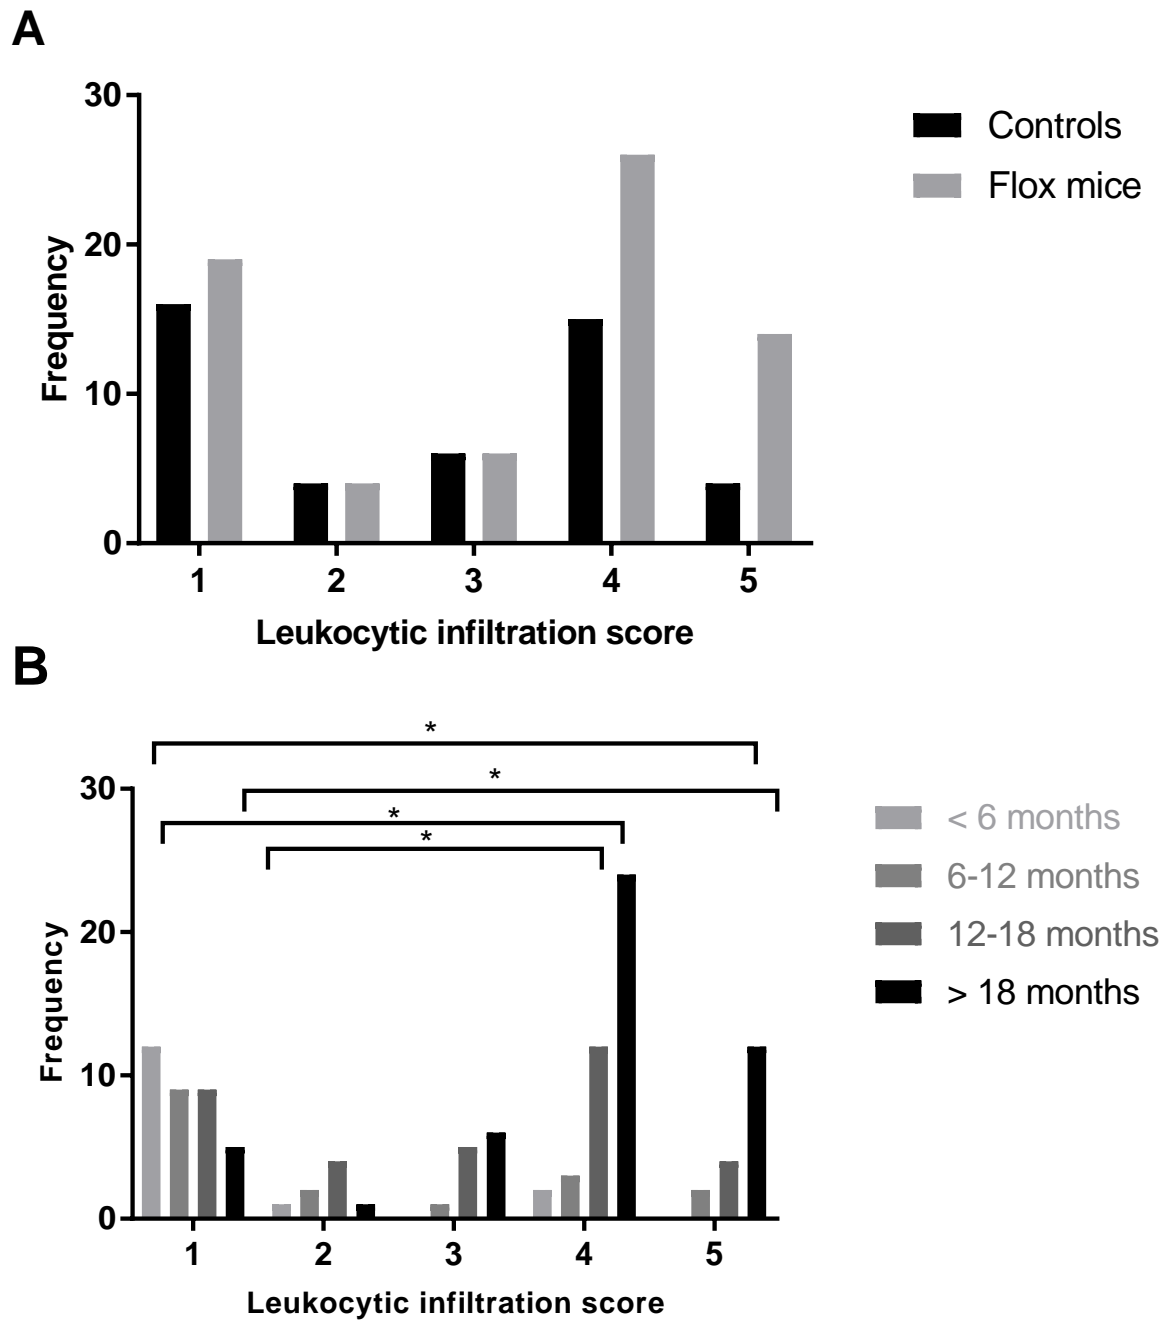 A
30
20
10
0
Frequency
1 2 3 4 5
Leukocytic infiltration score
Controls
Flox mice
B
*
*
*
*
30
20
10
0
Frequency
1 2 3 4 5
Leukocytic infiltration score
< 6 months
6-12 months
12-18 months
> 18 months